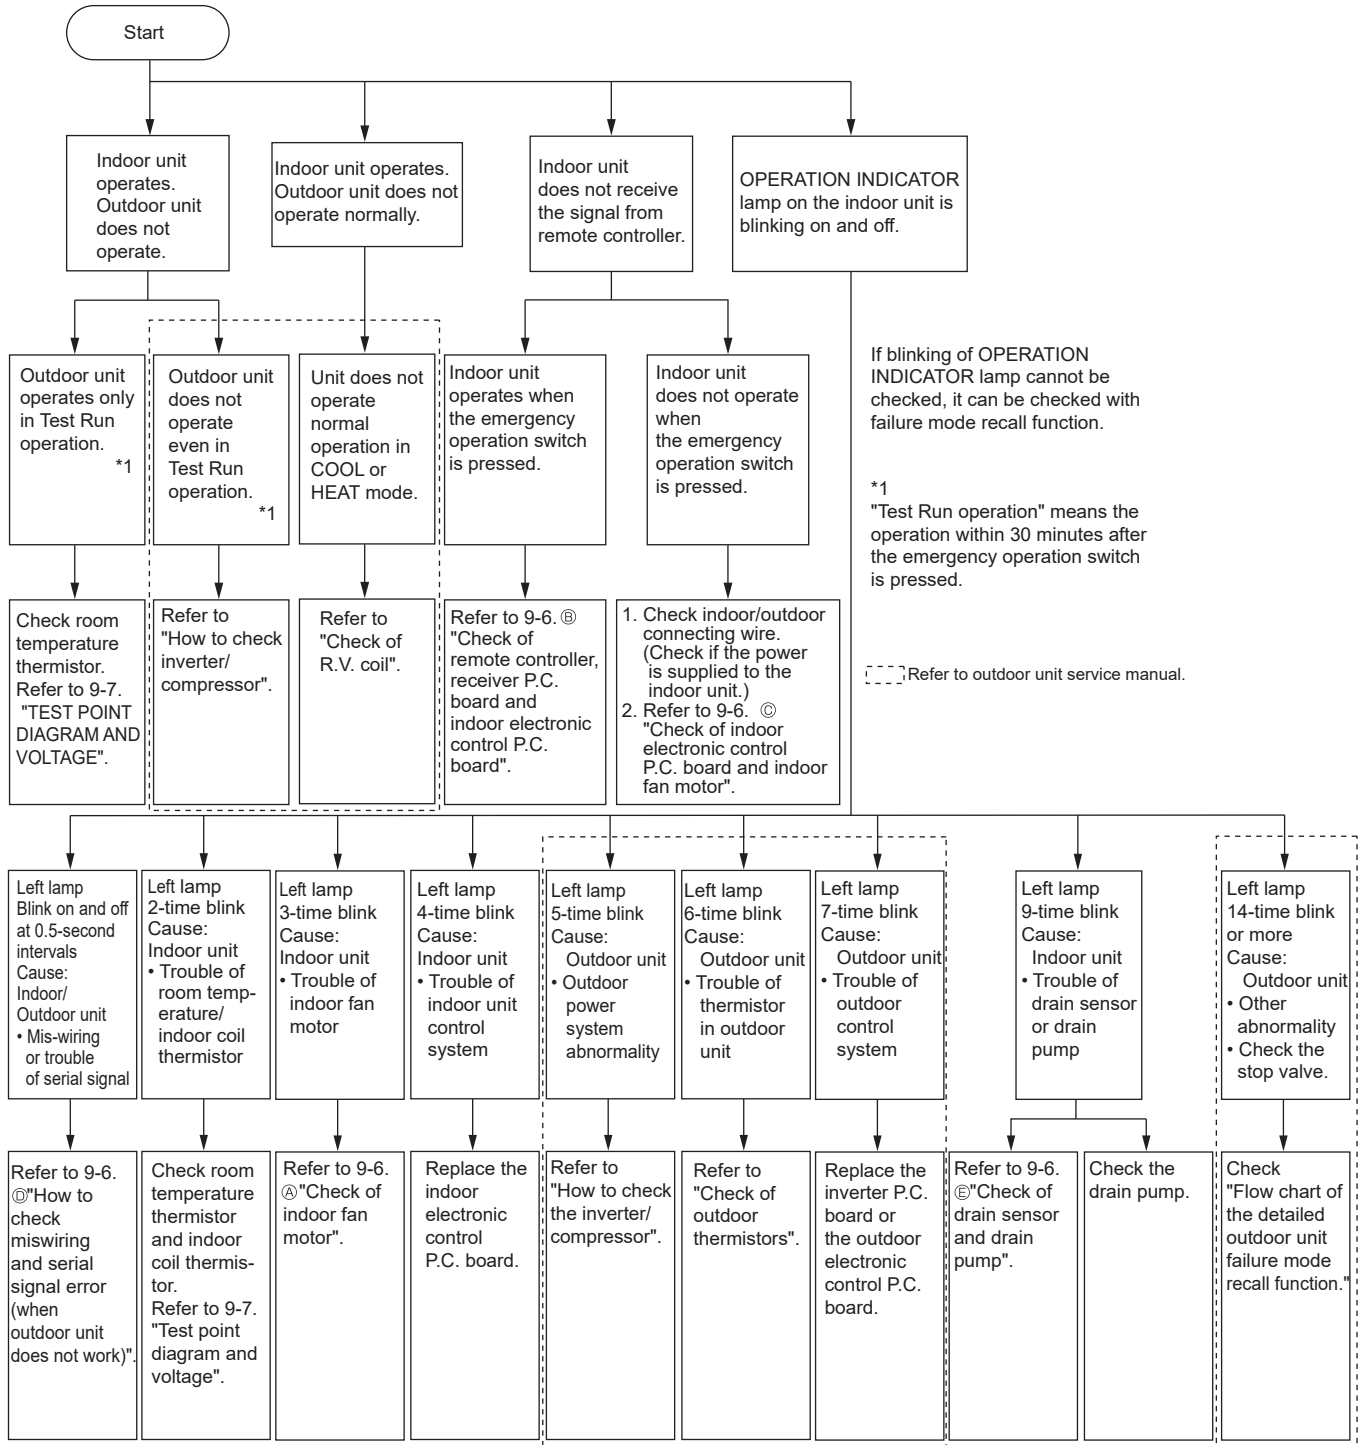 Start
Indoor unit
operates.
Outdoor unit
does not
operate.
Indoor unit operates.
Outdoor unit does not
operate normally.
Indoor unit
does not receive
the signal from
remote controller.
OPERATION INDICATOR
lamp on the indoor unit is
blinking on and off.
Outdoor unit
operates only
in Test Run
operation.
*1
Outdoor unit
does not
operate
even in
Test Run
operation.
*1
Unit does not
operate
normal
operation in
COOL or
HEAT mode.
Indoor unit
operates when
the emergency
operation switch
is pressed.
Indoor unit
does not operate
when
the emergency
operation switch
is pressed.
If blinking of OPERATION
INDICATOR lamp cannot be
checked, it can be checked with
failure mode recall function.
*1
"Test Run operation" means the
operation within 30 minutes after
the emergency operation switch
is pressed.
Refer to outdoor unit service manual.
Check room
temperature
thermistor.
Refer to 9-7.
"TEST POINT
DIAGRAM AND
VOLTAGE".
Refer to
"How to check
inverter/
compressor".
Refer to
"Check of
R.V. coil".
Refer to 9-6. Ⓑ
"Check of
remote controller,
receiver P.C.
board and
indoor electronic
control P.C.
board".
1. Check indoor/outdoor
connecting wire.
(Check if the power
is supplied to the
indoor unit.)
2. Refer to 9-6. Ⓒ
"Check of indoor
electronic control
P.C. board and indoor
fan motor".
Left lamp
Blink on and off
at 0.5-second
intervals
Cause:
Indoor/
Outdoor unit
• Mis-wiring
or trouble
of serial signal
Left lamp
2-time blink
Cause:
Indoor unit
• Trouble of
room temp-
erature/
indoor coil
thermistor
Left lamp
3-time blink
Cause:
Indoor unit
• Trouble of
indoor fan
motor
Left lamp
4-time blink
Cause:
Indoor unit
• Trouble of
indoor unit
control
system
Left lamp
5-time blink
Cause:
Outdoor unit
• Outdoor
power
system
abnormality
Left lamp
6-time blink
Cause:
Outdoor unit
• Trouble of
thermistor
in outdoor
unit
Left lamp
7-time blink
Cause:
Outdoor unit
• Trouble of
outdoor
control
system
Left lamp
9-time blink
Cause:
Indoor unit
• Trouble of
drain sensor
or drain
pump
Left lamp
14-time blink
or more
Cause:
Outdoor unit
• Other
abnormality
• Check the
stop valve.
Refer to 9-6.
Ⓓ"How to
check
miswiring
and serial
signal error
(when
outdoor unit
does not work)".
Check room
temperature
thermistor
and indoor
coil thermis-
tor.
Refer to 9-7.
"Test point
diagram and
voltage".
Refer to 9-6.
Ⓐ"Check of
indoor fan
motor".
Replace the
indoor
electronic
control
P.C. board.
Refer to
"How to check
the inverter/
compressor".
Refer to
"Check of
outdoor
thermistors".
Replace the
inverter P.C.
board or
the outdoor
electronic
control P.C.
board.
Refer to 9-6.
Ⓔ"Check of
drain sensor
and drain
pump".
Check the
drain pump.
Check
"Flow chart of
the detailed
outdoor unit
failure mode
recall function."